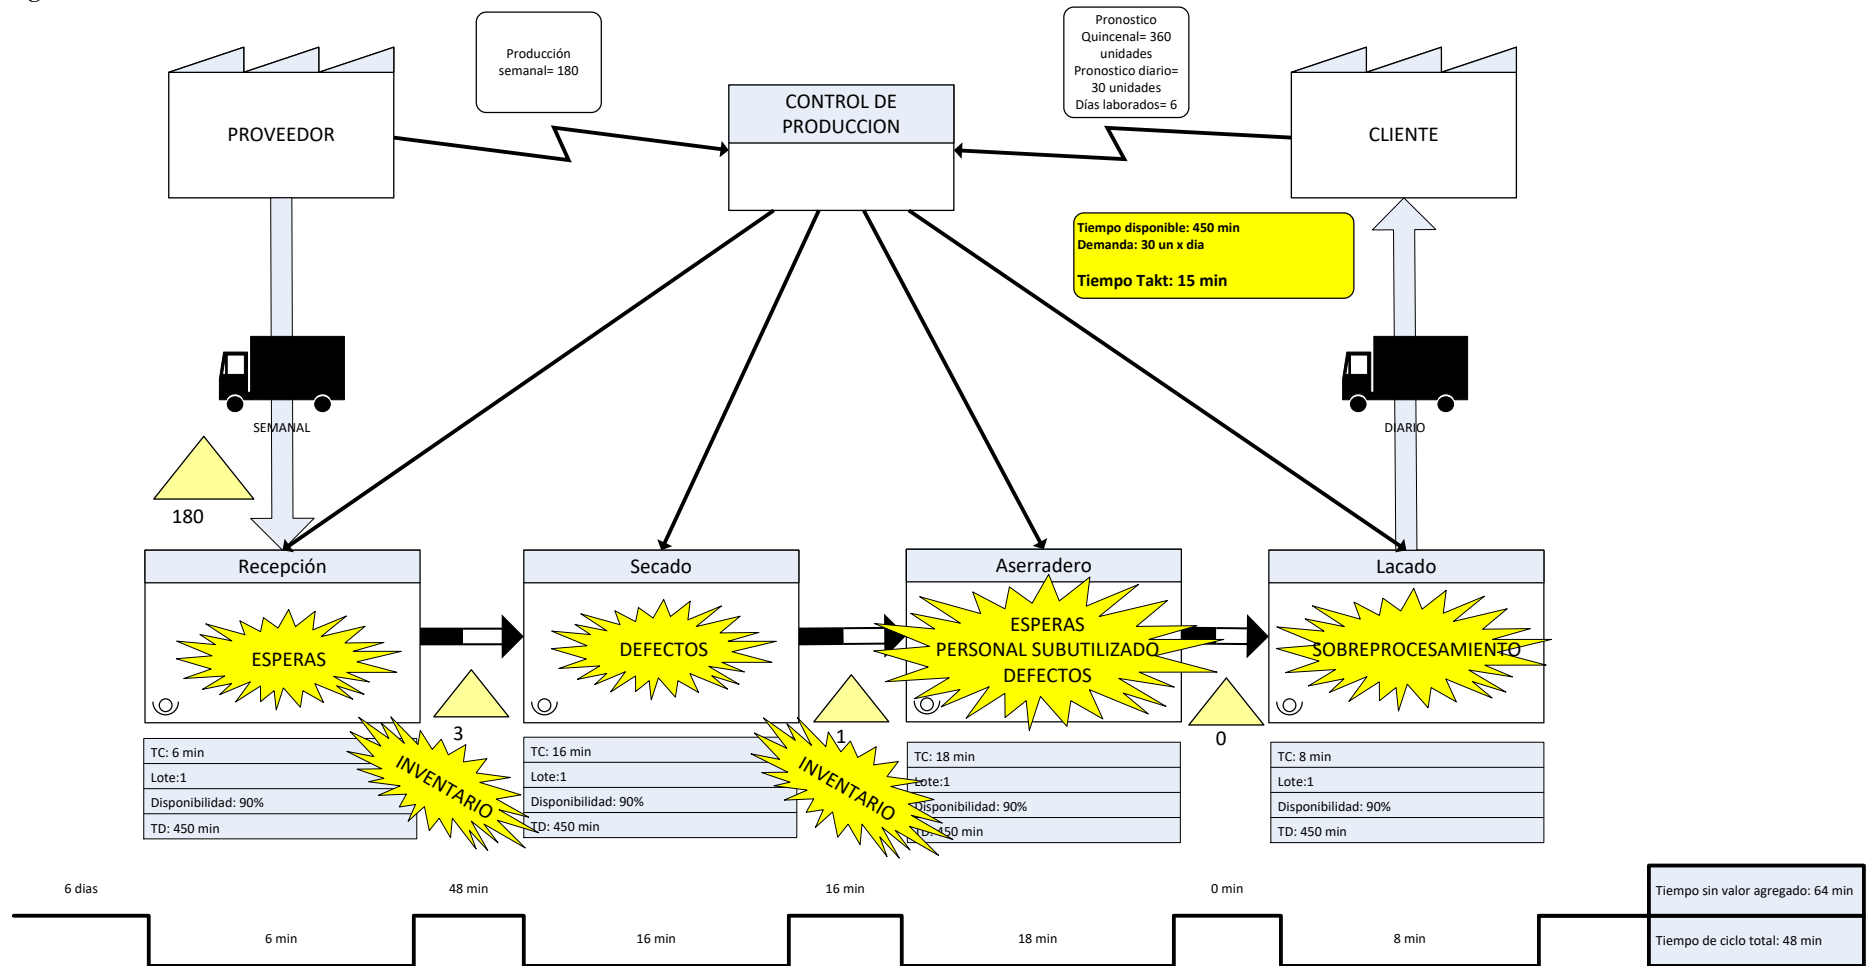 Producción
semanal= 180
Pronostico
Quincenal= 360
unidades
Pronostico diario=
30 unidades
Días laborados= 6
PROVEEDOR
CONTROL DE
PRODUCCION
CLIENTE
Tiempo disponible: 450 min
Demanda: 30 un x dia
Tiempo Takt: 15 min
SEMANAL
DIARIO
180
Recepción
Secado
Aserradero
Lacado
ESPERAS
DEFECTOS
ESPERAS
PERSONAL SUBUTILIZADO
DEFECTOS
SOBREPROCESAMIENTO
3
1
0
TC: 6 min
Lote:1
Disponibilidad: 90%
TD: 450 min
INVENTARIO
TC: 16 min
Lote:1
Disponibilidad: 90%
TD: 450 min
INVENTARIO
TC: 18 min
Lote:1
Disponibilidad: 90%
TD: 450 min
TC: 8 min
Lote:1
Disponibilidad: 90%
TD: 450 min
6 dias
48 min
16 min
0 min
Tiempo sin valor agregado: 64 min
6 min
16 min
18 min
8 min
Tiempo de ciclo total: 48 min